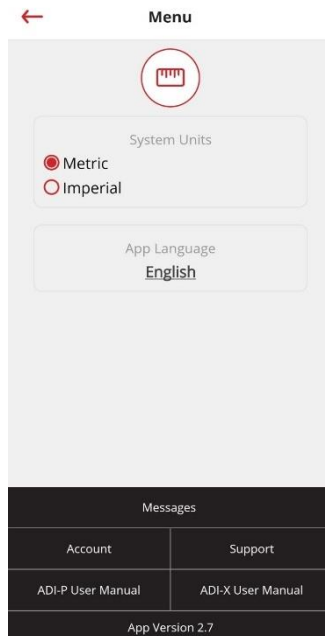 Menu
System Units
Metric
Imperial
App Language
English
Messages
Account
Support
ADI-P User Manual
ADI-X User Manual
App Version 2.7